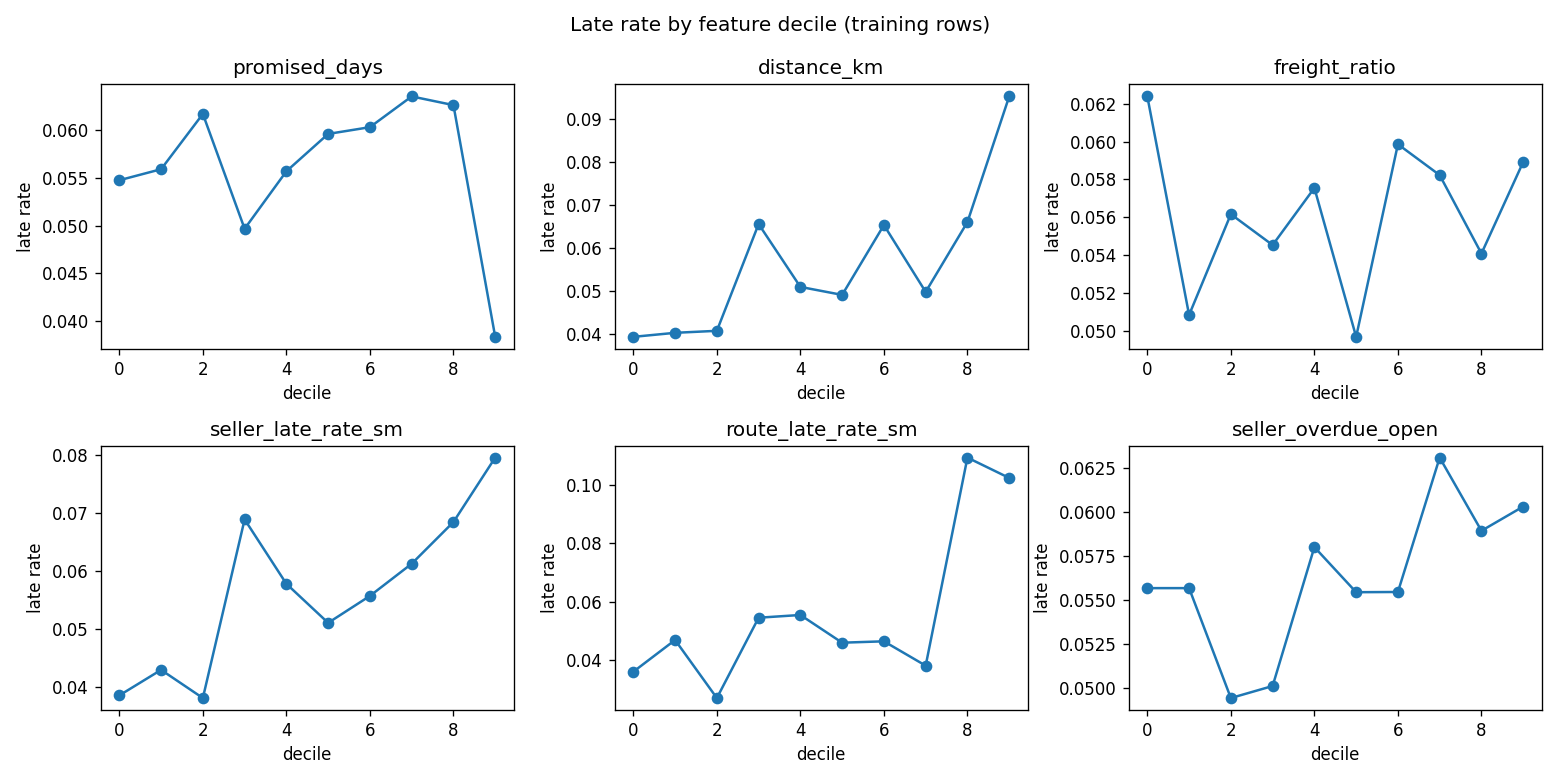 Late rate by feature decile (training rows)
promised_days
late rate
0.060
0.055
0.050
0.045
0.040
0 2 4 6 8
decile
distance_km
late rate
0.09
0.08
0.07
0.06
0.05
0.04
0 2 4 6 8
decile
freight_ratio
late rate
0.062
0.060
0.058
0.056
0.054
0.052
0.050
0 2 4 6 8
decile
seller_late_rate_sm
late rate
0.08
0.07
0.06
0.05
0.04
0 2 4 6 8
decile
route_late_rate_sm
late rate
0.10
0.08
0.06
0.04
0 2 4 6 8
decile
seller_overdue_open
late rate
0.0625
0.0600
0.0575
0.0550
0.0525
0.0500
0 2 4 6 8
decile